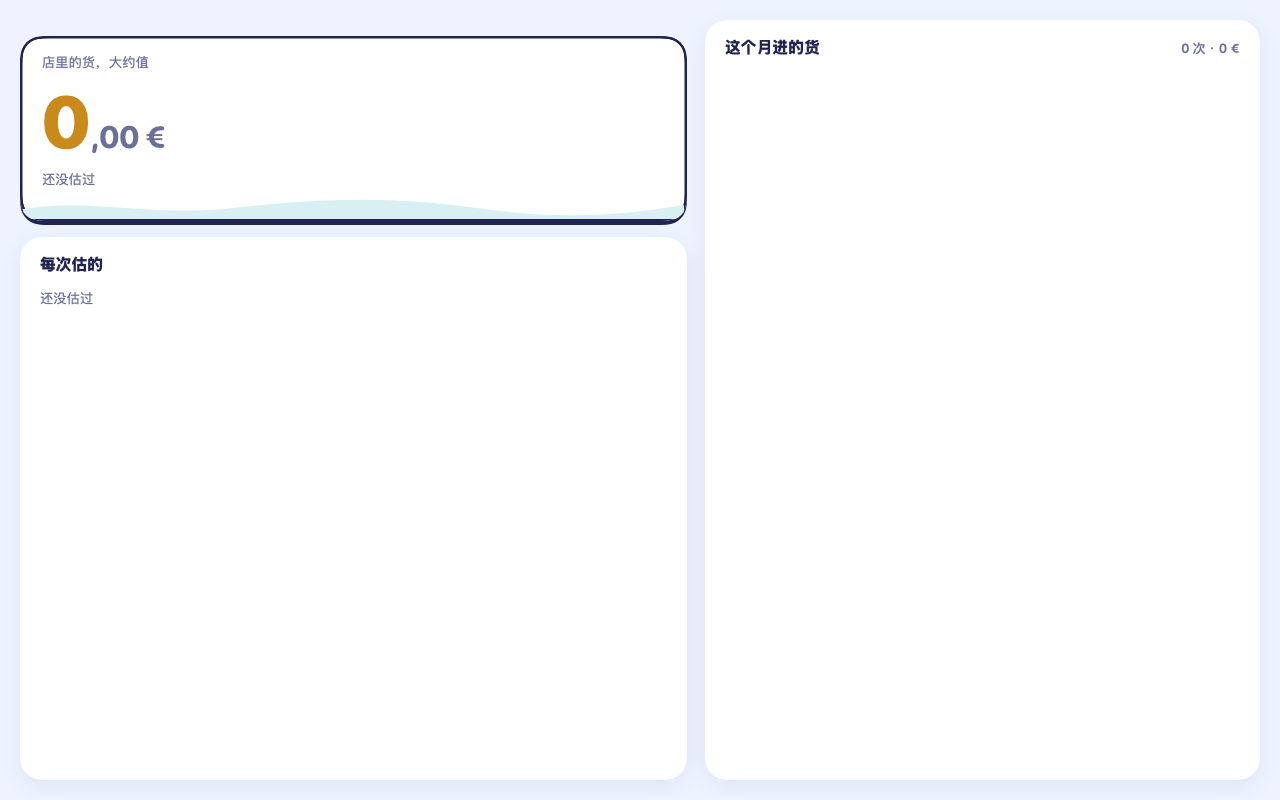 店里的货，大约值
0,00 €
还没估过
每次估的
还没估过
这个月进的货
0 次 · 0 €